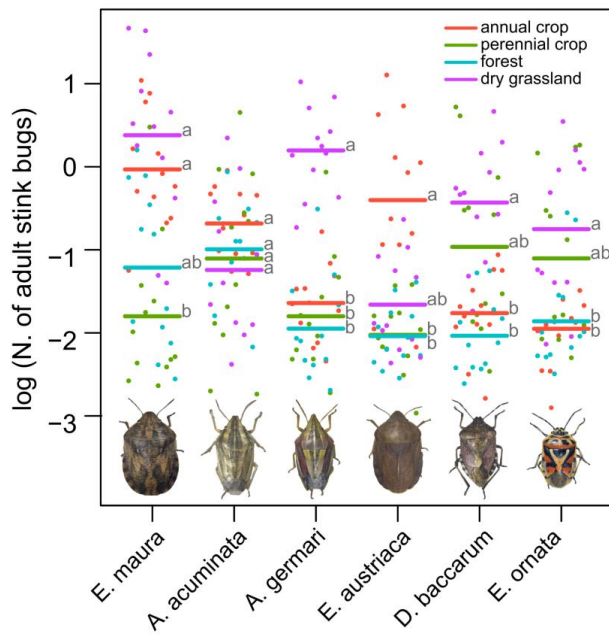 annual crop
perennial crop
forest
dry grassland
log (N. of adult stink bugs)
1
0
−1
−2
−3
a
a
ab
b
a
a
a
a
a
b
b
b
a
ab
b
b
a
ab
b
b
a
ab
b
b
E. maura
A. acuminata
A. germari
E. austriaca
D. baccarum
E. ornata